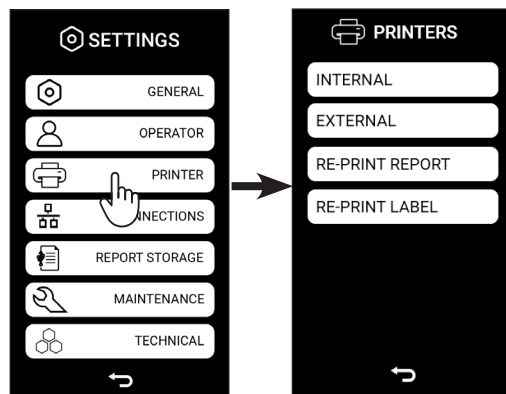 SETTINGS
GENERAL
OPERATOR
PRINTER
NNECTIONS
REPORT STORAGE
MAINTENANCE
TECHNICAL
PRINTERS
INTERNAL
EXTERNAL
RE-PRINT REPORT
RE-PRINT LABEL